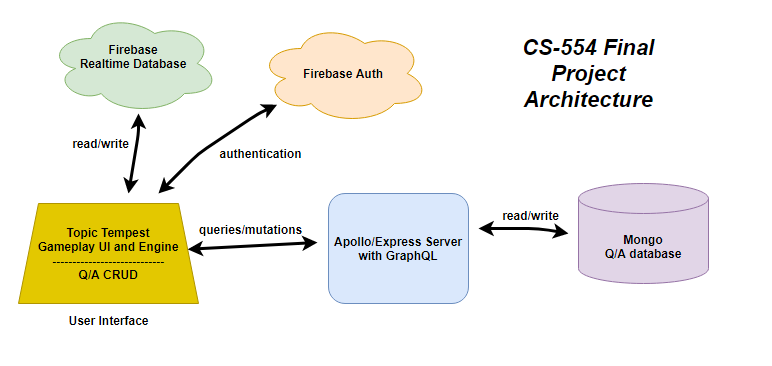 Firebase
Realtime Database
Firebase Auth
CS-554 Final
Project
Architecture
read/write
authentication
Topic Tempest
Gameplay UI and Engine
----------------------------
Q/A CRUD
User Interface
queries/mutations
Apollo/Express Server
with GraphQL
read/write
Mongo
Q/A database